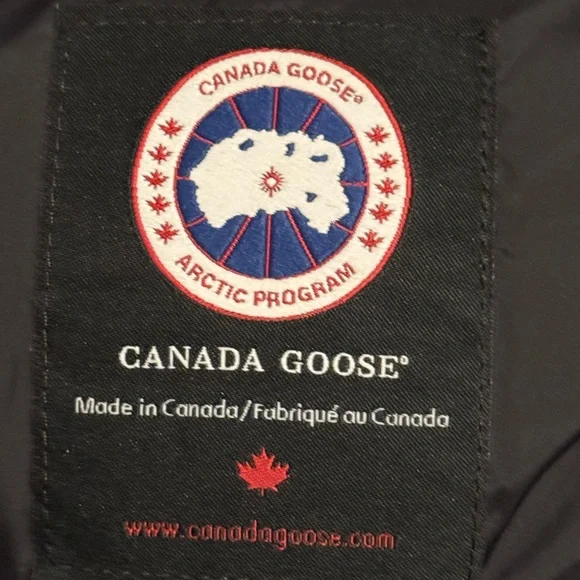 CANADA GOOSE®
ARCTIC PROGRAM
CANADA GOOSE®
Made in Canada/Fabriqué au Canada
www.canadagoose.com